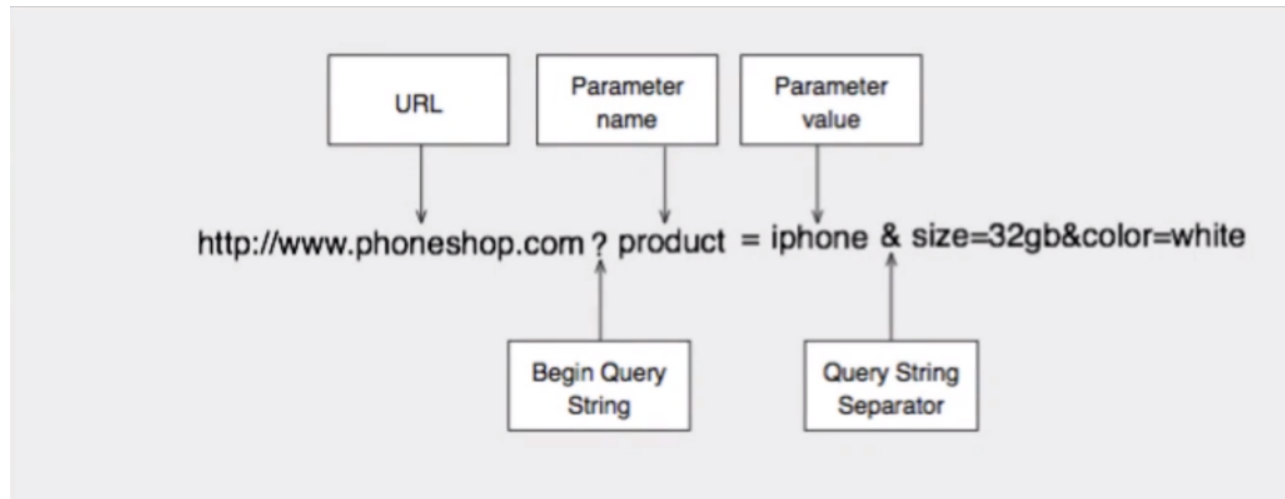 URL
Parameter
name
Parameter
value
http://www.phoneshop.com ? product = iphone & size=32gb&color=white
Begin Query
String
Query String
Separator